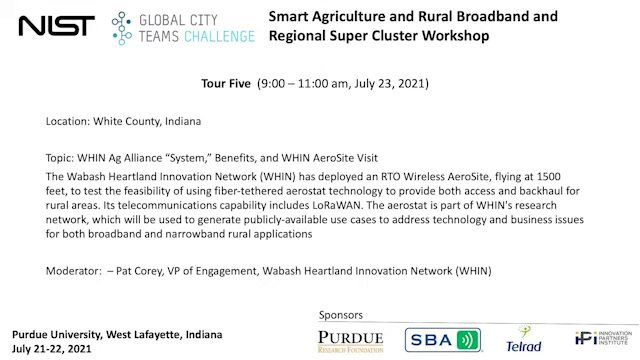 NIST
GLOBAL CITY
TEAMS CHALLENGE
Smart Agriculture and Rural Broadband and
Regional Super Cluster Workshop
Tour Five (9:00 – 11:00 am, July 23, 2021)
Location: White County, Indiana
Topic: WHIN Ag Alliance “System,” Benefits, and WHIN AeroSite Visit
The Wabash Heartland Innovation Network (WHIN) has deployed an RTO Wireless AeroSite, flying at 1500
feet, to test the feasibility of using fiber-tethered aerostat technology to provide both access and backhaul for
rural areas. Its telecommunications capability includes LoRaWAN. The aerostat is part of WHIN's research
network, which will be used to generate publicly-available use cases to address technology and business issues
for both broadband and narrowband rural applications
Moderator: – Pat Corey, VP of Engagement, Wabash Heartland Innovation Network (WHIN)
Sponsors
Purdue University, West Lafayette, Indiana
July 21-22, 2021
PURDUE
RESEARCH FOUNDATION
SBA
Telrad
iPi
INNOVATION
PARTNERS
INSTITUTE